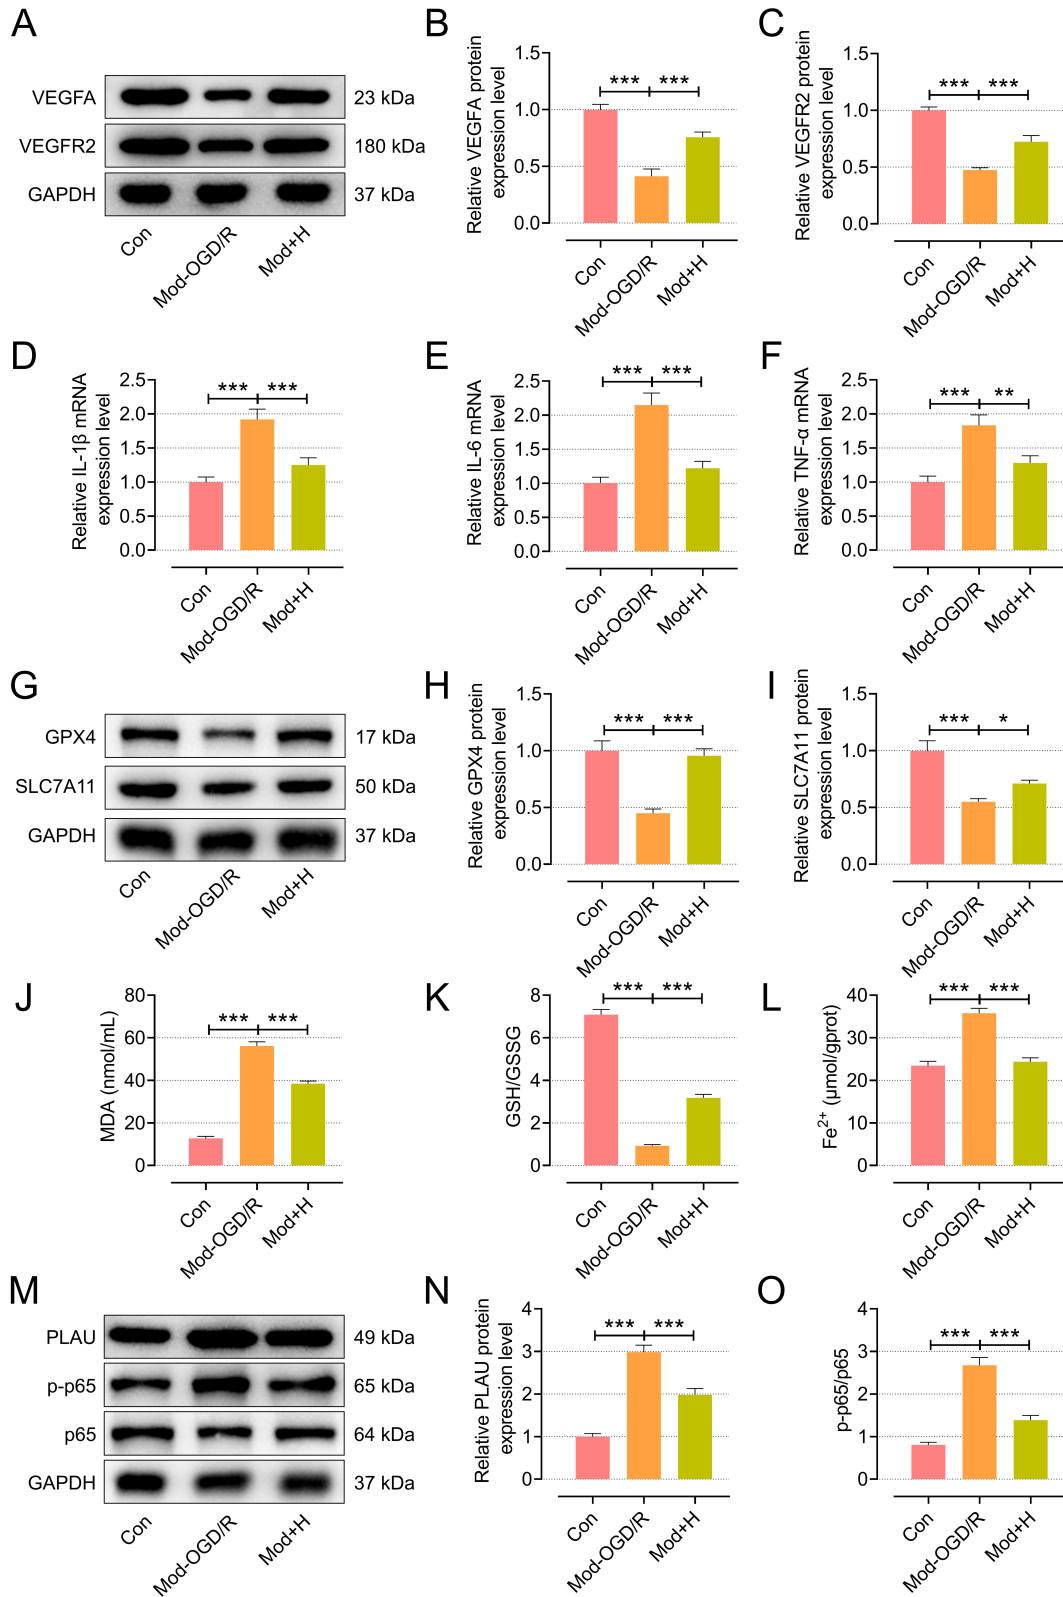 A
VEGFA
23 kDa
VEGFR2
180 kDa
GAPDH
37 kDa
Con
Mod-OGD/R
Mod+H
B
Relative VEGFA protein
expression level
1.5
1.0
0.5
0.0
***
***
Con
Mod-OGD/R
Mod+H
C
Relative VEGFR2 protein
expression level
1.5
1.0
0.5
0.0
***
***
Con
Mod-OGD/R
Mod+H
D
Relative IL-1β mRNA
expression level
2.5
2.0
1.5
1.0
0.5
0.0
***
***
Con
Mod-OGD/R
Mod+H
E
Relative IL-6 mRNA
expression level
2.5
2.0
1.5
1.0
0.5
0.0
***
***
Con
Mod-OGD/R
Mod+H
F
Relative TNF-α mRNA
expression level
2.5
2.0
1.5
1.0
0.5
0.0
***
**
Con
Mod-OGD/R
Mod+H
G
GPX4
17 kDa
SLC7A11
50 kDa
GAPDH
37 kDa
Con
Mod-OGD/R
Mod+H
H
Relative GPX4 protein
expression level
1.5
1.0
0.5
0.0
***
***
Con
Mod-OGD/R
Mod+H
I
Relative SLC7A11 protein
expression level
1.5
1.0
0.5
0.0
***
*
Con
Mod-OGD/R
Mod+H
J
MDA (nmol/mL)
80
60
40
20
0
***
***
Con
Mod-OGD/R
Mod+H
K
GSH/GSSG
8
6
4
2
0
***
***
Con
Mod-OGD/R
Mod+H
L
Fe²⁺ (μmol/gprot)
40
30
20
10
0
***
***
Con
Mod-OGD/R
Mod+H
M
PLAU
49 kDa
p-p65
65 kDa
p65
64 kDa
GAPDH
37 kDa
Con
Mod-OGD/R
Mod+H
N
Relative PLAU protein
expression level
4
3
2
1
0
***
***
Con
Mod-OGD/R
Mod+H
O
p-p65/p65
4
3
2
1
0
***
***
Con
Mod-OGD/R
Mod+H